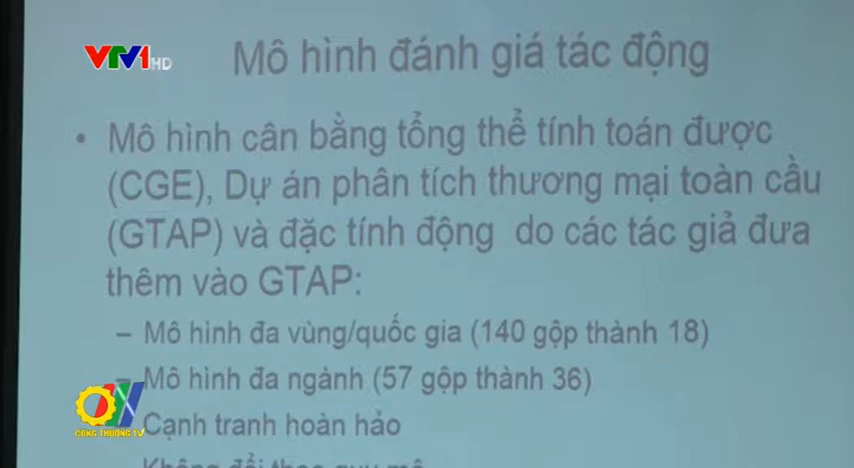 VTV1 HD
Mô hình đánh giá tác động
• Mô hình cân bằng tổng thể tính toán được
(CGE), Dự án phân tích thương mại toàn cầu
(GTAP) và đặc tính động do các tác giả đưa
thêm vào GTAP:
– Mô hình đa vùng/quốc gia (140 gộp thành 18)
– Mô hình đa ngành (57 gộp thành 36)
Cạnh tranh hoàn hảo
CÔNG THƯƠNG TV
Không đổi theo quy mô